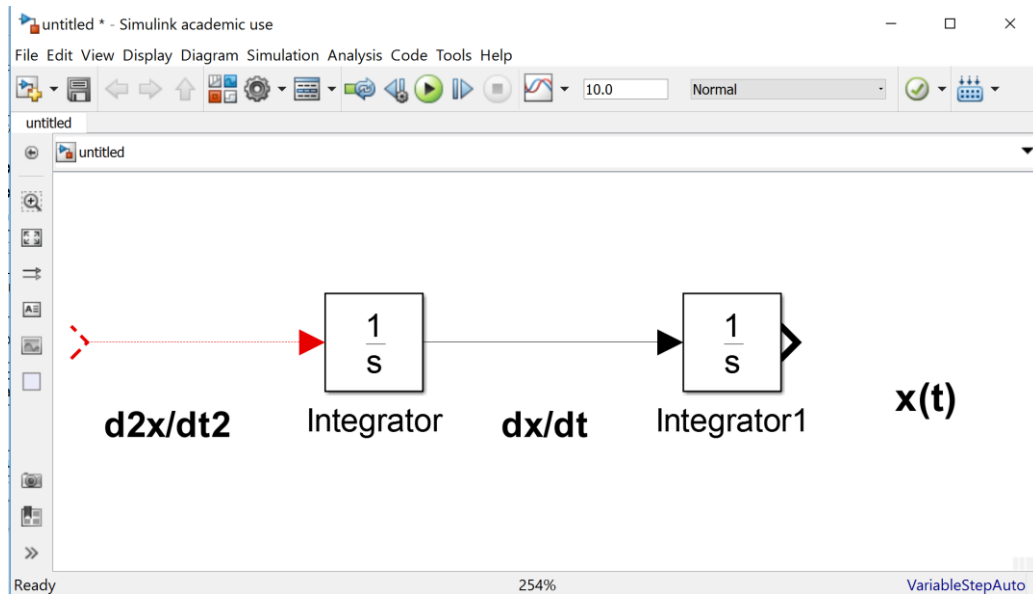 untitled * - Simulink academic use
File Edit View Display Diagram Simulation Analysis Code Tools Help
10.0 Normal
untitled
untitled
1
s
1
s
d2x/dt2 Integrator dx/dt Integrator1 x(t)
Ready 254% VariableStepAuto